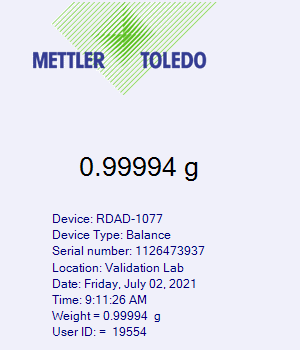 METTLER TOLEDO
0.99994 g
Device: RDAD-1077
Device Type: Balance
Serial number: 1126473937
Location: Validation Lab
Date: Friday, July 02, 2021
Time: 9:11:26 AM
Weight = 0.99994  g
User ID: =  19554